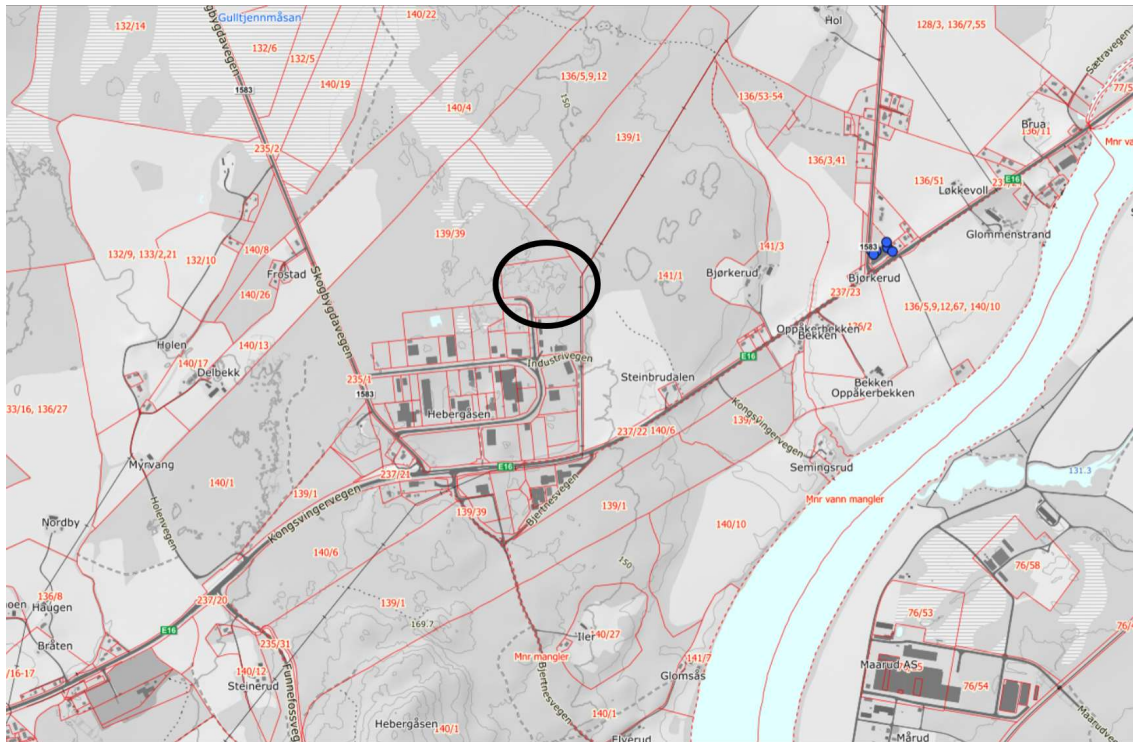 132/14
Gulltjennmåsan
140/22
132/6
132/5
140/19
1583
140/4
136/5,9,12
150
139/1
136/53-54
Hol
128/3, 136/7,55
Sætravegen
Brua
136/11
E16
Løkkevoll
136/51
136/3,41
Glommenstrand
235/2
132/9, 133/2,21
132/10
140/8
Frostad
140/26
139/39
Skogbygdavegen
141/3
1583
Bjørkerud
Bjørkerud
141/1
237/23
136/5,9,12,67, 140/10
Oppåkerbekken
Bekken
E16
Holen
140/13
140/17
Delbekk
Industrivegen
Steinbrudalen
Bekken
Oppåkerbekken
235/1
1583
Hebergåsen
Kongsvingervegen
237/22
140/6
Semingsrud
131.3
Myrvang
237/21
E16
Mnr vann mangler
140/1
139/1
Kongsvingervegen
139/39
Bjertnesvegen
139/1
140/10
Nordby
Holenvegen
140/6
150
76/58
136/8
Haugen
237/20
139/1
169.7
76/53
E16
Bråten
235/31
Iler
Mnr mangler
141/7
Maarud AS
140/12
Steinerud
Funnefossvegen
Bjertnesvegen
Glomsås
76/54
Hebergåsen
140/1
140/1
Elverud
Mårud